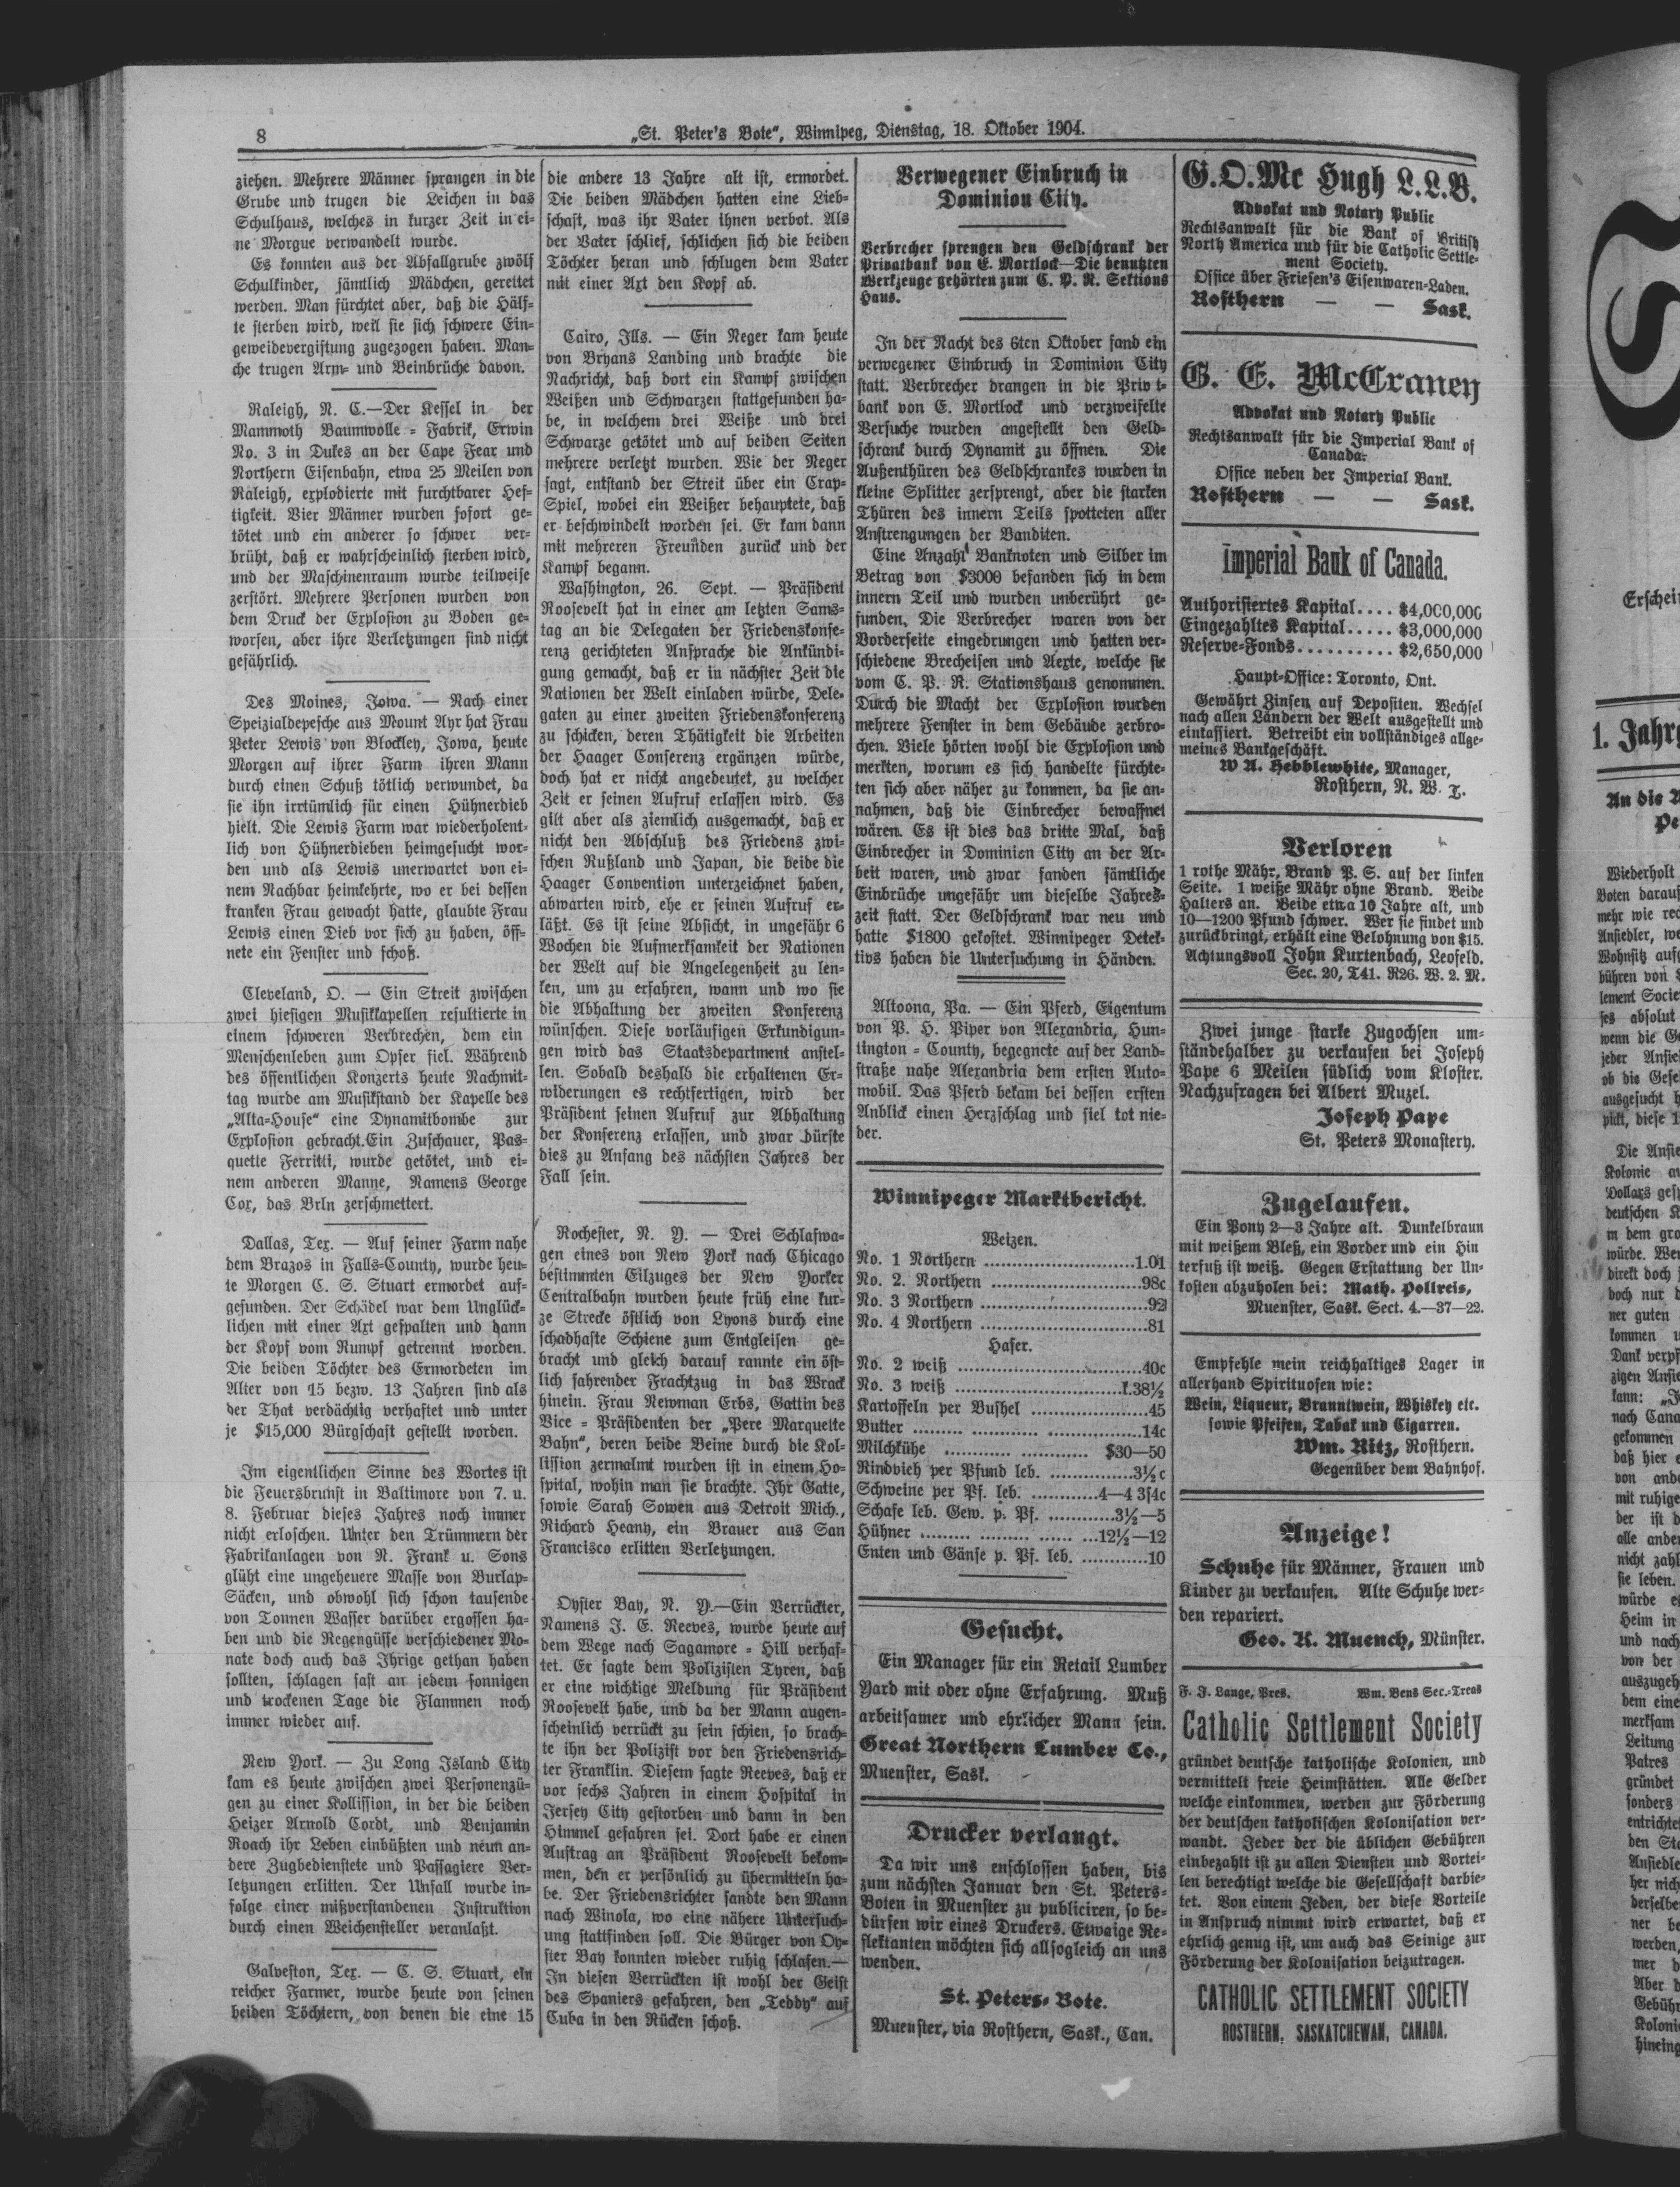 8
„St. Peter's Bote“, Winnipeg, Dienstag, 18. Oktober 1904.
ziehen. Mehrere Männer sprangen in die
Grube und trugen die Leichen in das
Schulhaus, welches in kurzer Zeit in ei-
ne Morgue verwandelt wurde.
Es konnten aus der Abfallgrube zwölf
Schulkinder, sämtlich Mädchen, gerettet
werden. Man fürchtet aber, daß die Hälf-
te sterben wird, weil sie sich schwere Ein-
geweidevergiftung zugezogen haben. Man-
che trugen Arm- und Beinbrüche davon.
Raleigh, N. C.—Der Kessel in der
Mammoth Baumwolle - Fabrik, Erwin
No. 3 in Dukes an der Cape Fear und
Northern Eisenbahn, etwa 25 Meilen von
Raleigh, explodierte mit furchtbarer Hef-
tigkeit. Vier Männer wurden sofort ge-
tötet und ein anderer so schwer ver-
brüht, daß er wahrscheinlich sterben wird,
und der Maschinenraum wurde teilweise
zerstört. Mehrere Personen wurden von
dem Druck der Explosion zu Boden ge-
worfen, aber ihre Verletzungen sind nicht
gefährlich.
Des Moines, Iowa. — Nach einer
Speizialdepesche aus Mount Ayr hat Frau
Peter Lewis von Blockley, Iowa, heute
Morgen auf ihrer Farm ihren Mann
durch einen Schuß tötlich verwundet, da
sie ihn irrtümlich für einen Hühnerdieb
hielt. Die Lewis Farm war wiederholent-
lich von Hühnerdieben heimgesucht wor-
den und als Lewis unerwartet von ei-
nem Nachbar heimkehrte, wo er bei dessen
kranken Frau gewacht hatte, glaubte Frau
Lewis einen Dieb vor sich zu haben, öff-
nete ein Fenster und schoß.
Cleveland, O. — Ein Streit zwischen
zwei hiesigen Musikkapellen resultierte in
einem schweren Verbrechen, dem ein
Menschenleben zum Opfer fiel. Während
des öffentlichen Konzerts heute Nachmit-
tag wurde am Musikstand der Kapelle des
„Alta-House“ eine Dynamitbombe zur
Explosion gebracht.Ein Zuschauer, Pas-
quette Ferritti, wurde getötet, und ei-
nem anderen Manne, Namens George
Cox, das Brln zerschmettert.
Dallas, Tex. — Auf seiner Farm nahe
dem Brazos in Falls-County, wurde heu-
te Morgen C. S. Stuart ermordet auf-
gefunden. Der Schädel war dem Unglück-
lichen mit einer Axt gespalten und dann
der Kopf vom Rumpf getrennt worden.
Die beiden Töchter des Ermordeten im
Alter von 15 bezw. 13 Jahren sind als
der That verdächtig verhaftet und unter
je $15,000 Bürgschaft gestellt worden.
Im eigentlichen Sinne des Wortes ist
die Feuersbrunst in Baltimore von 7. u.
8. Februar dieses Jahres noch immer
nicht erloschen. Unter den Trümmern der
Fabrikanlagen von N. Frank u. Sons
glüht eine ungeheuere Masse von Burlap-
Säcken, und obwohl sich schon tausende
von Tonnen Wasser darüber ergossen ha-
ben und die Regengüsse verschiedener Mo-
nate doch auch das Ihrige gethan haben
sollten, schlagen fast an jedem sonnigen
und trockenen Tage die Flammen noch
immer wieder auf.
New York. — Zu Long Island City
kam es heute zwischen zwei Personenzü-
gen zu einer Kollission, in der die beiden
Heizer Arnold Cordt, und Benjamin
Roach ihr Leben einbüßten und neun an-
dere Zugbedienstete und Passagiere Ver-
letzungen erlitten. Der Unfall wurde in-
folge einer mißverstandenen Instruktion
durch einen Weichensteller veranlaßt.
Galveston, Tex. — C. S. Stuart, ein
reicher Farmer, wurde heute von seinen
beiden Töchtern, von denen die eine 15
die andere 13 Jahre alt ist, ermordet.
Die beiden Mädchen hatten eine Lieb-
schaft, was ihr Vater ihnen verbot. Als
der Vater schlief, schlichen sich die beiden
Töchter heran und schlugen dem Vater
mit einer Axt den Kopf ab.
Cairo, Ills. — Ein Neger kam heute
von Bryans Landing und brachte die
Nachricht, daß dort ein Kampf zwischen
Weißen und Schwarzen stattgefunden ha-
be, in welchem drei Weiße und drei
Schwarze getötet und auf beiden Seiten
mehrere verletzt wurden. Wie der Neger
sagt, entstand der Streit über ein Crap-
Spiel, wobei ein Weißer behauptete, daß
er beschwindelt worden sei. Er kam dann
mit mehreren Freunden zurück und der
Kampf begann.
Washington, 26. Sept. — Präsident
Roosevelt hat in einer am letzten Sams-
tag an die Delegaten der Friedenskonfe-
renz gerichteten Ansprache die Ankündi-
gung gemacht, daß er in nächster Zeit die
Nationen der Welt einladen würde, Dele-
gaten zu einer zweiten Friedenskonferenz
zu schicken, deren Thätigkeit die Arbeiten
der Haager Conferenz ergänzen würde,
doch hat er nicht angedeutet, zu welcher
Zeit er seinen Aufruf erlassen wird. Es
gilt aber als ziemlich ausgemacht, daß er
nicht den Abschluß des Friedens zwi-
schen Rußland und Japan, die beide die
Haager Convention unterzeichnet haben,
abwarten wird, ehe er seinen Aufruf er-
läßt. Es ist seine Absicht, in ungefähr 6
Wochen die Aufmerksamkeit der Nationen
der Welt auf die Angelegenheit zu len-
ken, um zu erfahren, wann und wo sie
die Abhaltung der zweiten Konferenz
wünschen. Diese vorläufigen Erkundigun-
gen wird das Staatsdepartment anstel-
len. Sobald deshalb die erhaltenen Er-
widerungen es rechtfertigen, wird der
Präsident seinen Aufruf zur Abhaltung
der Konferenz erlassen, und zwar dürfte
dies zu Anfang des nächsten Jahres der
Fall sein.
Rochester, N. Y. — Drei Schlafwa-
gen eines von New York nach Chicago
bestimmten Eilzuges der New Yorker
Centralbahn wurden heute früh eine kur-
ze Strecke östlich von Lyons durch eine
schadhafte Schiene zum Entgleisen ge-
bracht und gleich darauf rannte ein öst-
lich fahrender Frachtzug in das Wrack
hinein. Frau Newman Erbs, Gattin des
Vice - Präsidenten der „Pere Marquette
Bahn“, deren beide Beine durch die Kol-
lission zermalmt wurden ist in einem Ho-
spital, wohin man sie brachte. Ihr Gatte,
sowie Sarah Sowen aus Detroit Mich.,
Richard Heany, ein Brauer aus San
Francisco erlitten Verletzungen.
Oyster Bay, N. Y.—Ein Verrückter,
Namens J. E. Reeves, wurde heute auf
dem Wege nach Sagamore - Hill verhaf-
tet. Er sagte dem Polizisten Tyren, daß
er eine wichtige Meldung für Präsident
Roosevelt habe, und da der Mann augen-
scheinlich verrückt zu sein schien, so brach-
te ihn der Polizist vor den Friedensrich-
ter Franklin. Diesem sagte Reeves, daß er
vor sechs Jahren in einem Hospital in
Jersey City gestorben und dann in den
Himmel gefahren sei. Dort habe er einen
Auftrag an Präsident Roosevelt bekom-
men, den er persönlich zu übermitteln ha-
be. Der Friedensrichter sandte den Mann
nach Winola, wo eine nähere Untersuch-
ung stattfinden soll. Die Bürger von Oy-
ster Bay konnten wieder ruhig schlafen.—
In diesen Verrückten ist wohl der Geist
des Spaniers gefahren, den „Teddy“ auf
Cuba in den Rücken schoß.
Verwegener Einbruch in
Dominion City.
Verbrecher sprengen den Geldschrank der
Privatbank von E. Mortlock—Die benutzten
Werkzeuge gehörten zum C. P. R. Sektions
Haus.
In der Nacht des 6ten Oktober fand ein
verwegener Einbruch in Dominion City
statt. Verbrecher drangen in die Priv t-
bank von E. Mortlock und verzweifelte
Versuche wurden angestellt den Geld-
schrank durch Dynamit zu öffnen. Die
Außenthüren des Geldschrankes wurden in
kleine Splitter zersprengt, aber die starken
Thüren des innern Teils spotteten aller
Anstrengungen der Banditen.
Eine Anzahl Banknoten und Silber im
Betrag von $3000 befanden sich in dem
innern Teil und wurden unberührt ge-
funden. Die Verbrecher waren von der
Vorderseite eingedrungen und hatten ver-
schiedene Brecheisen und Aexte, welche sie
vom C. P. R. Stationshaus genommen.
Durch die Macht der Explosion wurden
mehrere Fenster in dem Gebäude zerbro-
chen. Viele hörten wohl die Explosion und
merkten, worum es sich handelte fürchte-
ten sich aber näher zu kommen, da sie an-
nahmen, daß die Einbrecher bewaffnet
wären. Es ist dies das dritte Mal, daß
Einbrecher in Dominion City an der Ar-
beit waren, und zwar fanden sämtliche
Einbrüche ungefähr um dieselbe Jahres-
zeit statt. Der Geldschrank war neu und
hatte $1800 gekostet. Winnipeger Detek-
tivs haben die Untersuchung in Händen.
Altoona, Pa. — Ein Pferd, Eigentum
von P. H. Piper von Alexandria, Hun-
tington - County, begegnete auf der Land-
straße nahe Alexandria dem ersten Auto-
mobil. Das Pferd bekam bei dessen ersten
Anblick einen Herzschlag und fiel tot nie-
der.
Winnipeger Marktbericht.
Weizen.
No. 1 Northern ..........................1.01
No. 2. Northern ..........................98c
No. 3 Northern ............................92
No. 4 Northern ............................81
Hafer.
No. 2 weiß ................................40c
No. 3 weiß ............................1.38½
Kartoffeln per Bushel ....................45
Butter ......... ............ ................14c
Milchkühe ............ ............ $30—50
Rindvieh per Pfund leb. ..............3½c
Schweine per Pf. leb. ............4—4 3/4c
Schafe leb. Gew. p. Pf. ............3½—5
Hühner ......... ......... ...... ...12½—12
Enten und Gänse p. Pf. leb. ............10
Gesucht.
Ein Manager für ein Retail Lumber
Yard mit oder ohne Erfahrung. Muß
arbeitsamer und ehrlicher Mann sein.
Great Northern Lumber Co.,
Muenster, Sask.
Drucker verlangt.
Da wir uns enschlossen haben, bis
zum nächsten Januar den St. Peters-
Boten in Muenster zu publiciren, so be-
dürfen wir eines Druckers. Etwaige Re-
flektanten möchten sich allsogleich an uns
wenden.
St. Peters- Bote.
Muenster, via Rosthern, Sask., Can.
G.O.Mc Hugh L.L.B.
Advokat und Notary Public
Rechtsanwalt für die Bank of British
North America und für die Catholic Settle-
ment Society.
Office über Friesen's Eisenwaren-Laden.
Rosthern — — Sask.
G. E. McCraney
Advokat und Notary Public
Rechtsanwalt für die Imperial Bank of
Canada.
Office neben der Imperial Bank.
Rosthern — — Sask.
Imperial Bank of Canada.
Authorisiertes Kapital.... $4,000,000
Eingezahltes Kapital..... $3,000,000
Reserve-Fonds.......... $2,650,000
Haupt-Office: Toronto, Ont.
Gewährt Zinsen auf Depositen. Wechsel
nach allen Ländern der Welt ausgestellt und
einkassiert. Betreibt ein vollständiges allge-
meines Bankgeschäft.
W A. Hebblewhite, Manager,
Rosthern, N. W. T.
Verloren
1 rothe Mähr, Brand P. S. auf der linken
Seite. 1 weiße Mähr ohne Brand. Beide
Halters an. Beide etwa 10 Jahre alt, und
10—1200 Pfund schwer. Wer sie findet und
zurückbringt, erhält eine Belohnung von $15.
Achtungsvoll John Kurtenbach, Leofeld.
Sec. 20, T41. R26. W. 2. M.
Zwei junge starke Zugochsen um-
ständehalber zu verkaufen bei Joseph
Pape 6 Meilen südlich vom Kloster.
Nachzufragen bei Albert Muzel.
Joseph Pape
St. Peters Monastery.
Zugelaufen.
Ein Pony 2—3 Jahre alt. Dunkelbraun
mit weißem Bleß, ein Vorder und ein Hin
terfuß ist weiß. Gegen Erstattung der Un-
kosten abzuholen bei: Math. Pollreis,
Muenster, Sask. Sect. 4.—37—22.
Empfehle mein reichhaltiges Lager in
allerhand Spirituosen wie:
Wein, Liqueur, Branntwein, Whiskey etc.
sowie Pfeifen, Tabak und Cigarren.
Wm. Ritz, Rosthern.
Gegenüber dem Bahnhof.
Anzeige!
Schuhe für Männer, Frauen und
Kinder zu verkaufen. Alte Schuhe wer-
den repariert.
Geo. K. Muench, Münster.
F. J. Lange, Pres. Wm. Bens Sec.-Treas
Catholic Settlement Society
gründet deutsche katholische Kolonien, und
vermittelt freie Heimstätten. Alle Gelder
welche einkommen, werden zur Förderung
der deutschen katholischen Kolonisation ver-
wandt. Jeder der die üblichen Gebühren
einbezahlt ist zu allen Diensten und Vortei-
len berechtigt welche die Gesellschaft darbie-
tet. Von einem Jeden, der diese Vorteile
in Anspruch nimmt wird erwartet, daß er
ehrlich genug ist, um auch das Seinige zur
Förderung der Kolonisation beizutragen.
CATHOLIC SETTLEMENT SOCIETY
ROSTHERN, SASKATCHEWAN, CANADA.